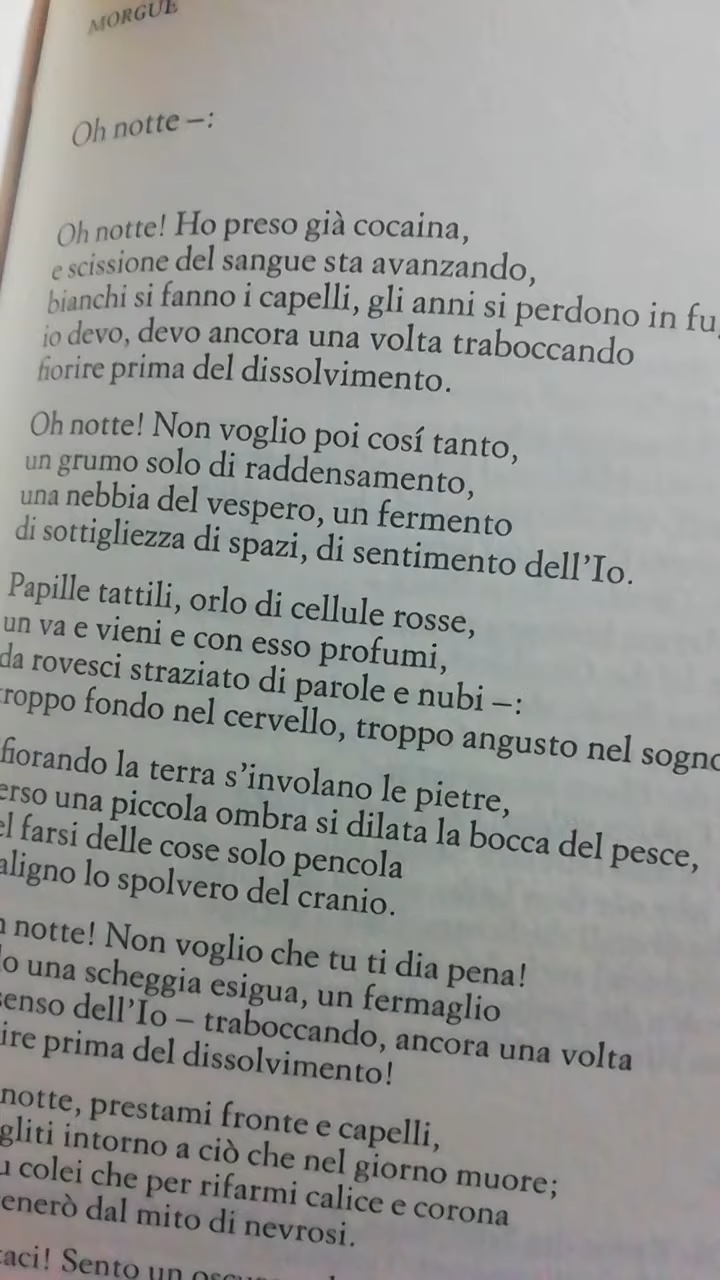 MORGUE
Oh notte –:
Oh notte! Ho preso già cocaina,
e scissione del sangue sta avanzando,
bianchi si fanno i capelli, gli anni si perdono in
io devo, devo ancora una volta traboccando
fiorire prima del dissolvimento.
Oh notte! Non voglio poi cosí tanto,
un grumo solo di raddensamento,
una nebbia del vespero, un fermento
di sottigliezza di spazi, di sentimento dell'Io.
Papille tattili, orlo di cellule rosse,
un va e vieni e con esso profumi,
da rovesci straziato di parole e nubi –:
troppo fondo nel cervello, troppo angusto nel sogno
fiorando la terra s'involano le pietre,
erso una piccola ombra si dilata la bocca del pesce,
el farsi delle cose solo pencola
aligno lo spolvero del cranio.
notte! Non voglio che tu ti dia pena!
lo una scheggia esigua, un fermaglio
senso dell'Io – traboccando, ancora una volta
ire prima del dissolvimento!
notte, prestami fronte e capelli,
gliti intorno a ciò che nel giorno muore;
colei che per rifarmi calice e corona
enerò dal mito di nevrosi.
taci! Sento un